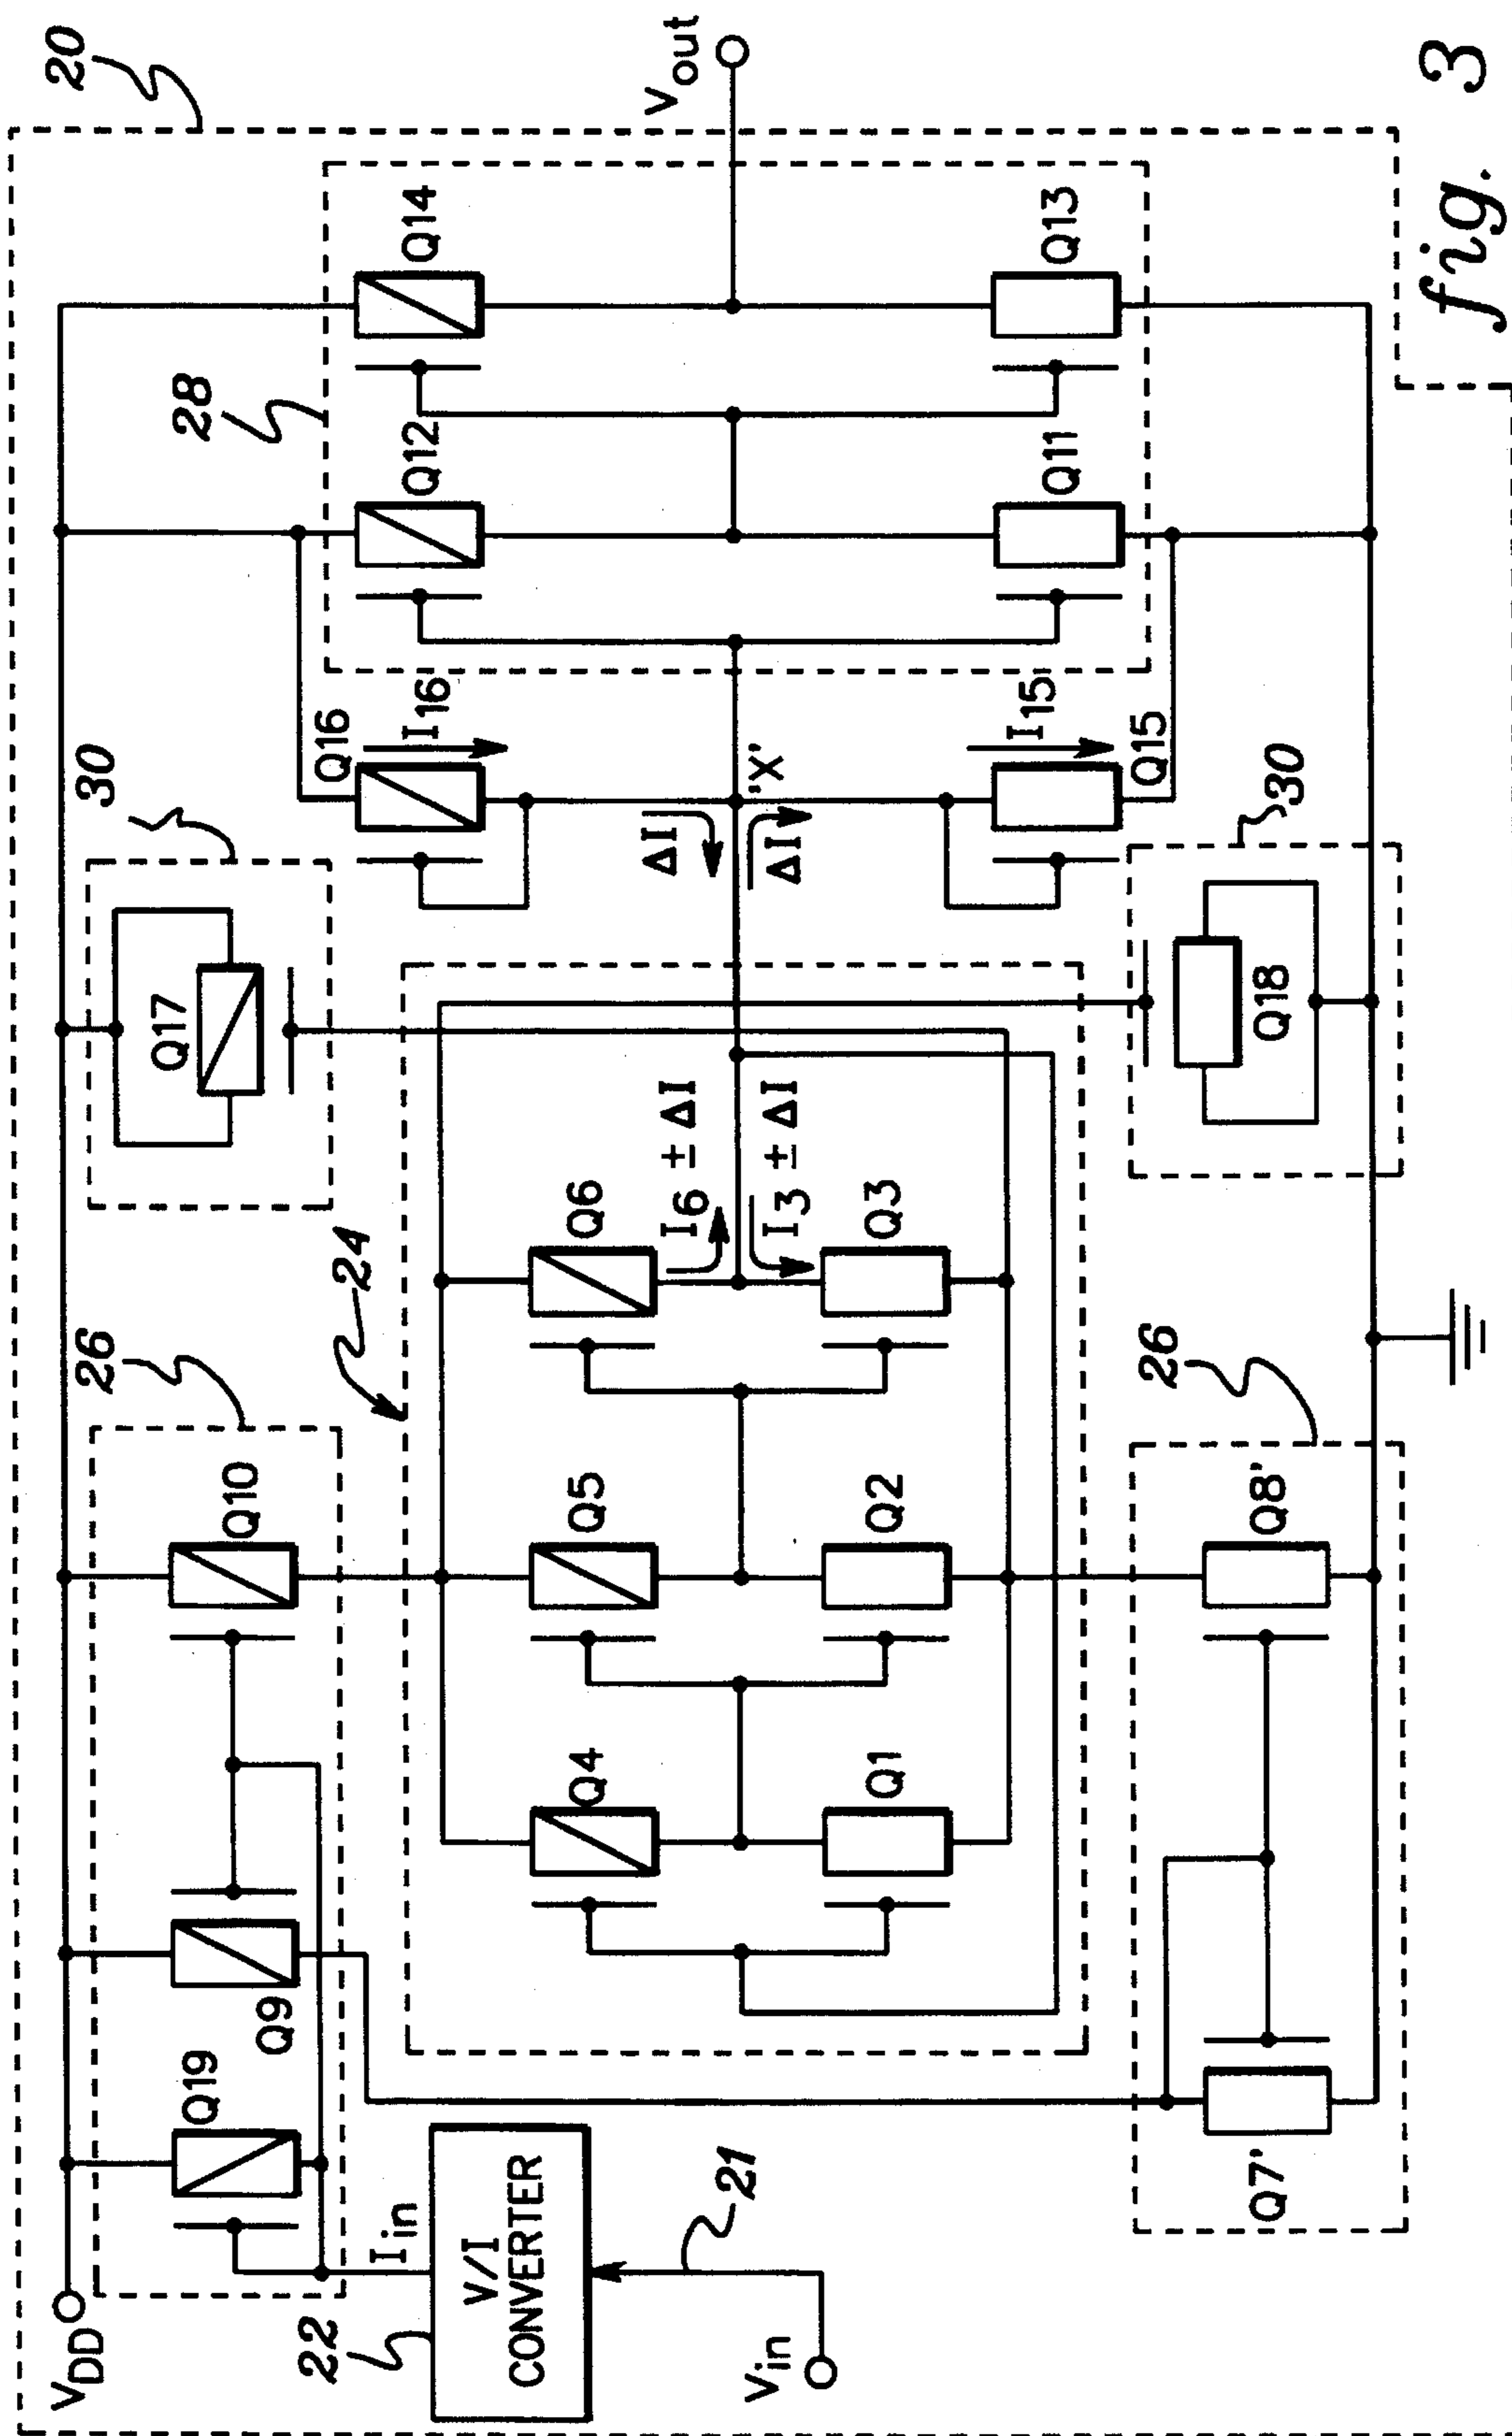 20
VDD
26
Q19
Q9
Q10
30
Q17
Q16
I16
28
Q12
Q14
24
Q4
Q5
Q6
I6 ± ΔI
I3 ± ΔI
ΔI
ΔI
'X'
Vout
22
Iin
V/I
CONVERTER
21
Vin
Q1
Q2
Q3
I15
Q15
Q11
Q13
Q7'
Q8'
26
Q18
30
fig. 3